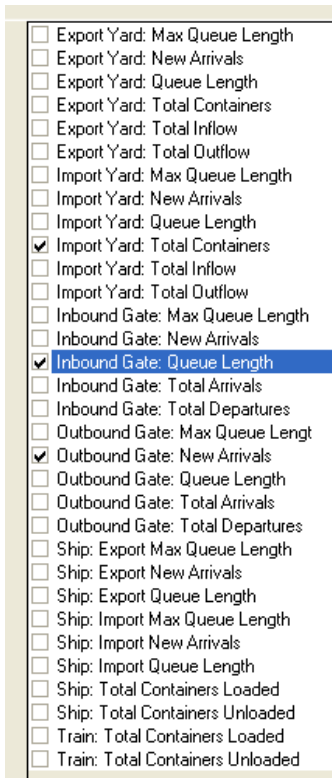 Export Yard: Max Queue Length
Export Yard: New Arrivals
Export Yard: Queue Length
Export Yard: Total Containers
Export Yard: Total Inflow
Export Yard: Total Outflow
Import Yard: Max Queue Length
Import Yard: New Arrivals
Import Yard: Queue Length
Import Yard: Total Containers
Import Yard: Total Inflow
Import Yard: Total Outflow
Inbound Gate: Max Queue Length
Inbound Gate: New Arrivals
Inbound Gate: Queue Length
Inbound Gate: Total Arrivals
Inbound Gate: Total Departures
Outbound Gate: Max Queue Lengt
Outbound Gate: New Arrivals
Outbound Gate: Queue Length
Outbound Gate: Total Arrivals
Outbound Gate: Total Departures
Ship: Export Max Queue Length
Ship: Export New Arrivals
Ship: Export Queue Length
Ship: Import Max Queue Length
Ship: Import New Arrivals
Ship: Import Queue Length
Ship: Total Containers Loaded
Ship: Total Containers Unloaded
Train: Total Containers Loaded
Train: Total Containers Unloaded